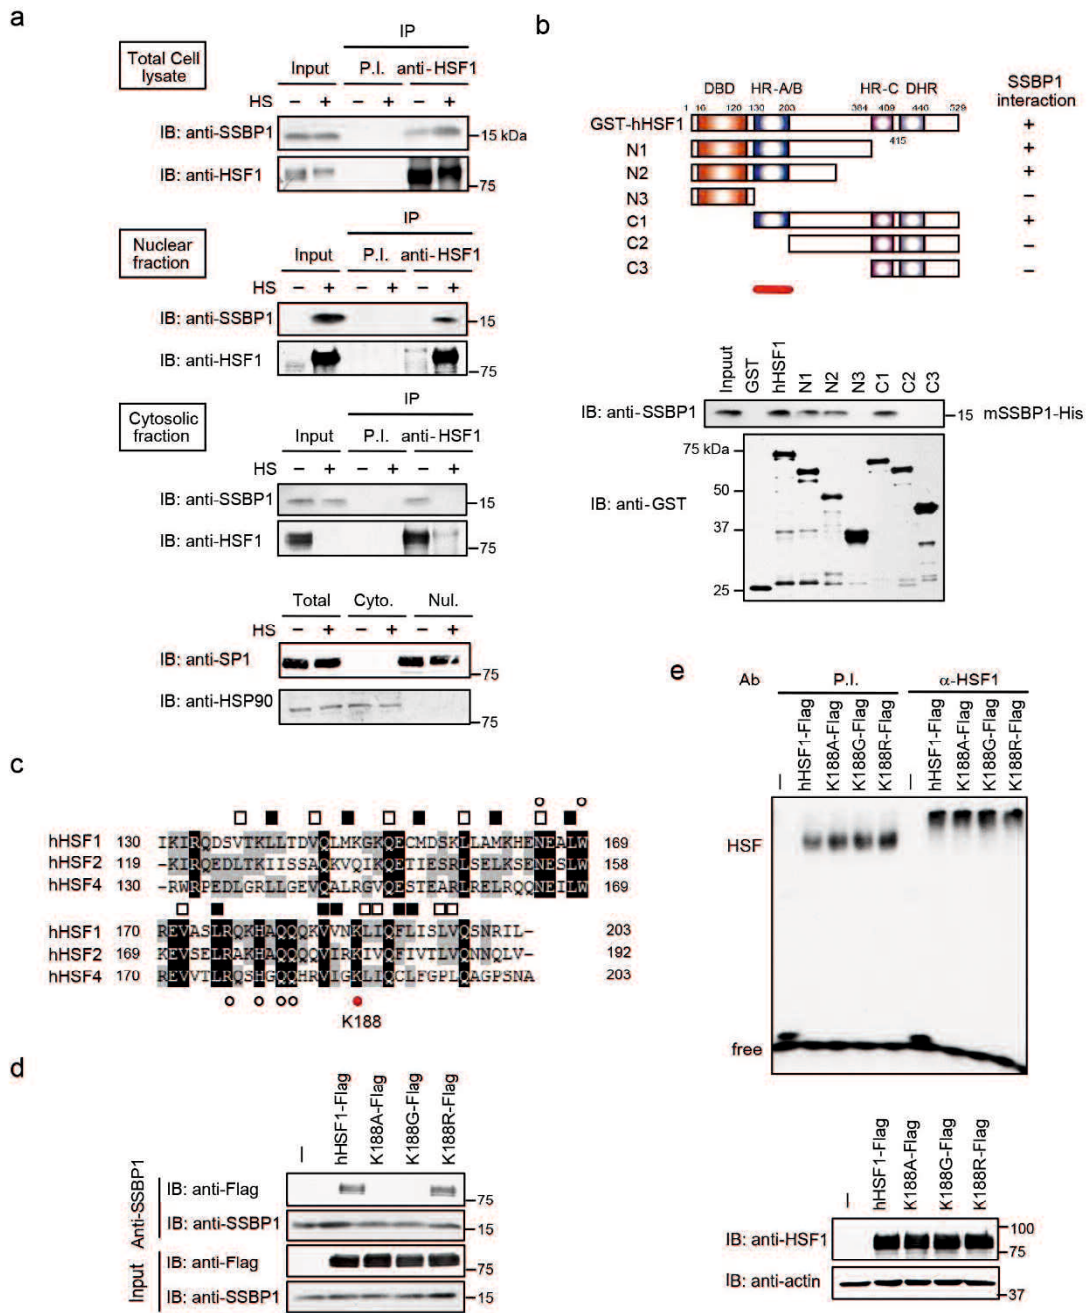 a
Total Cell
lysate
IP
Input P.I. anti-HSF1
HS – + – + – +
IB: anti-SSBP1 15 kDa
IB: anti-HSF1 75
Nuclear
fraction
IP
Input P.I. anti-HSF1
HS – + – + – +
IB: anti-SSBP1 15
IB: anti-HSF1 75
Cytosolic
fraction
IP
Input P.I. anti-HSF1
HS – + – + – +
IB: anti-SSBP1 15
IB: anti-HSF1 75
Total Cyto. Nul.
HS – + – + – +
IB: anti-SP1 75
IB: anti-HSP90 75
b
DBD HR-A/B HR-C DHR SSBP1
interaction
1 16 120 130 203 384 409 440 529
GST-hHSF1 +
415
N1 +
N2 +
N3 –
C1 +
C2 –
C3 –
Inpuut GST hHSF1 N1 N2 N3 C1 C2 C3
IB: anti-SSBP1 15 mSSBP1-His
75 kDa
50
IB: anti-GST
37
25
c
hHSF1 130 IKIRQDSVTKLLTDVQLMKGKQECMDSKLLAMKHENEALW 169
hHSF2 119 -KIRQEDLTKIISSAQKVQIKQETIESRLSELKSENESLW 158
hHSF4 130 -RWRPEDLGRLLGEVQALRGVQESTEARLRELRQQNEILW 169
hHSF1 170 REVASLRQKHAQQQKVVNKLIQFLISLVQSNRIL- 203
hHSF2 169 KEVSELRAKHAQQQQVIRKIVQFIVTLVQNNQLV- 192
hHSF4 170 REVVTLRQSHGQQHRVIGKLIQCLFGPLQAGPSNA 203
K188
d
– hHSF1-Flag K188A-Flag K188G-Flag K188R-Flag
Anti-SSBP1
IB: anti-Flag 75
IB: anti-SSBP1 15
Input
IB: anti-Flag 75
IB: anti-SSBP1 15
e
Ab P.I. α-HSF1
– hHSF1-Flag K188A-Flag K188G-Flag K188R-Flag – hHSF1-Flag K188A-Flag K188G-Flag K188R-Flag
HSF
free
– hHSF1-Flag K188A-Flag K188G-Flag K188R-Flag
IB: anti-HSF1 100
75
IB: anti-actin
37